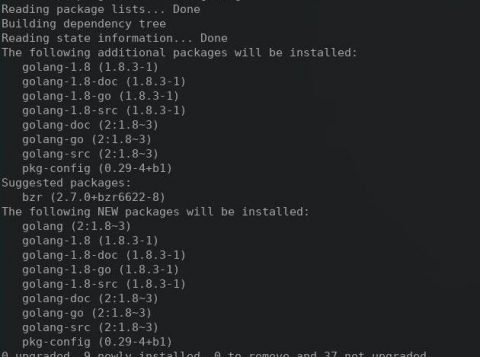 Reading package lists... Done
Building dependency tree
Reading state information... Done
The following additional packages will be installed:
golang-1.8 (1.8.3-1)
golang-1.8-doc (1.8.3-1)
golang-1.8-go (1.8.3-1)
golang-1.8-src (1.8.3-1)
golang-doc (2:1.8~3)
golang-go (2:1.8~3)
golang-src (2:1.8~3)
pkg-config (0.29-4+b1)
Suggested packages:
bzr (2.7.0+bzr6622-8)
The following NEW packages will be installed:
golang (2:1.8~3)
golang-1.8 (1.8.3-1)
golang-1.8-doc (1.8.3-1)
golang-1.8-go (1.8.3-1)
golang-1.8-src (1.8.3-1)
golang-doc (2:1.8~3)
golang-go (2:1.8~3)
golang-src (2:1.8~3)
pkg-config (0.29-4+b1)
0 upgraded, 9 newly installed, 0 to remove and 37 not upgraded